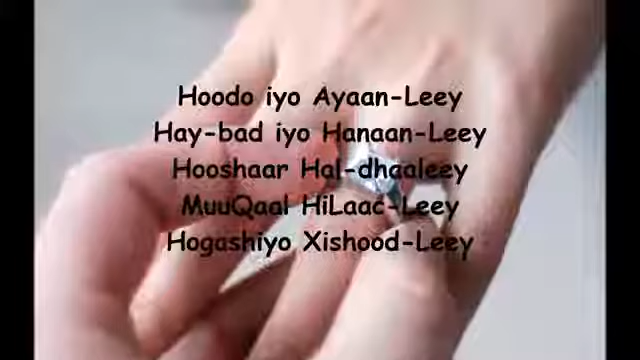 Hoodo iyo Ayaan-Leey
Hay-bad iyo Hanaan-Leey
Hooshaar Hal-dhaaleey
MuuQaal HiLaac-Leey
Hogashiyo Xishood-Leey